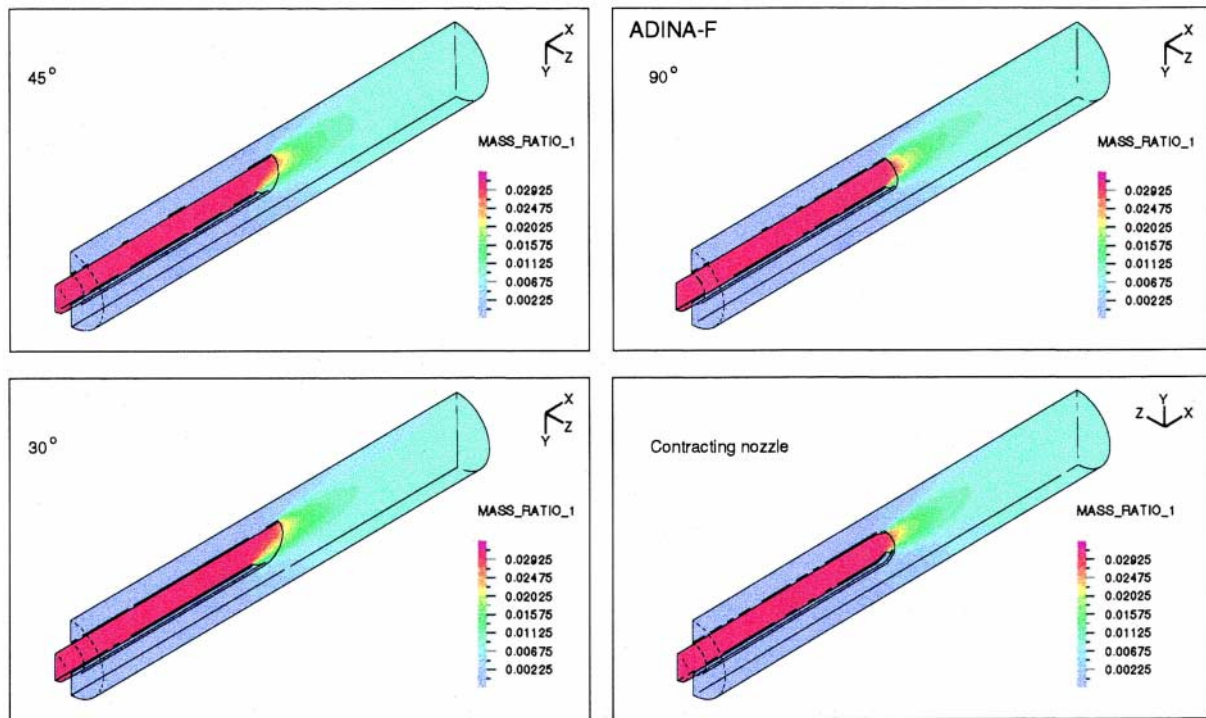 45°
X
Z
Y
MASS_RATIO_1
0.02925
0.02475
0.02025
0.01575
0.01125
0.00675
0.00225
ADINA-F
90°
X
Z
Y
MASS_RATIO_1
0.02925
0.02475
0.02025
0.01575
0.01125
0.00675
0.00225
30°
X
Z
Y
MASS_RATIO_1
0.02925
0.02475
0.02025
0.01575
0.01125
0.00675
0.00225
Contracting nozzle
Y
Z X
MASS_RATIO_1
0.02925
0.02475
0.02025
0.01575
0.01125
0.00675
0.00225